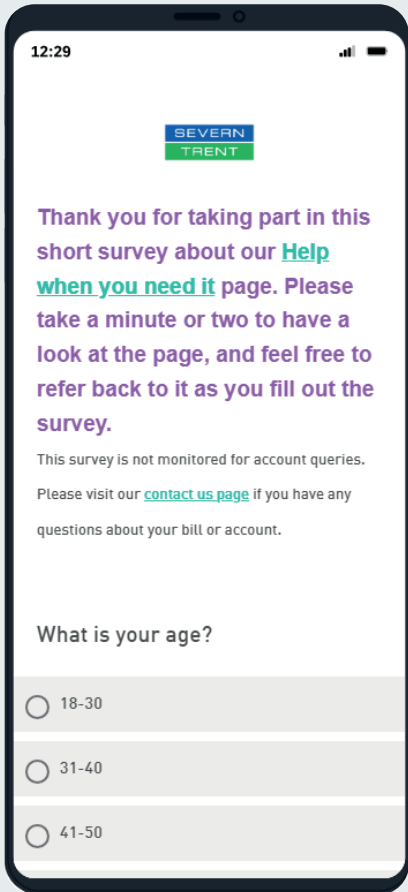 12:29
SEVERN
TRENT
Thank you for taking part in this
short survey about our Help
when you need it page. Please
take a minute or two to have a
look at the page, and feel free to
refer back to it as you fill out the
survey.
This survey is not monitored for account queries.
Please visit our contact us page if you have any
questions about your bill or account.
What is your age?
18-30
31-40
41-50